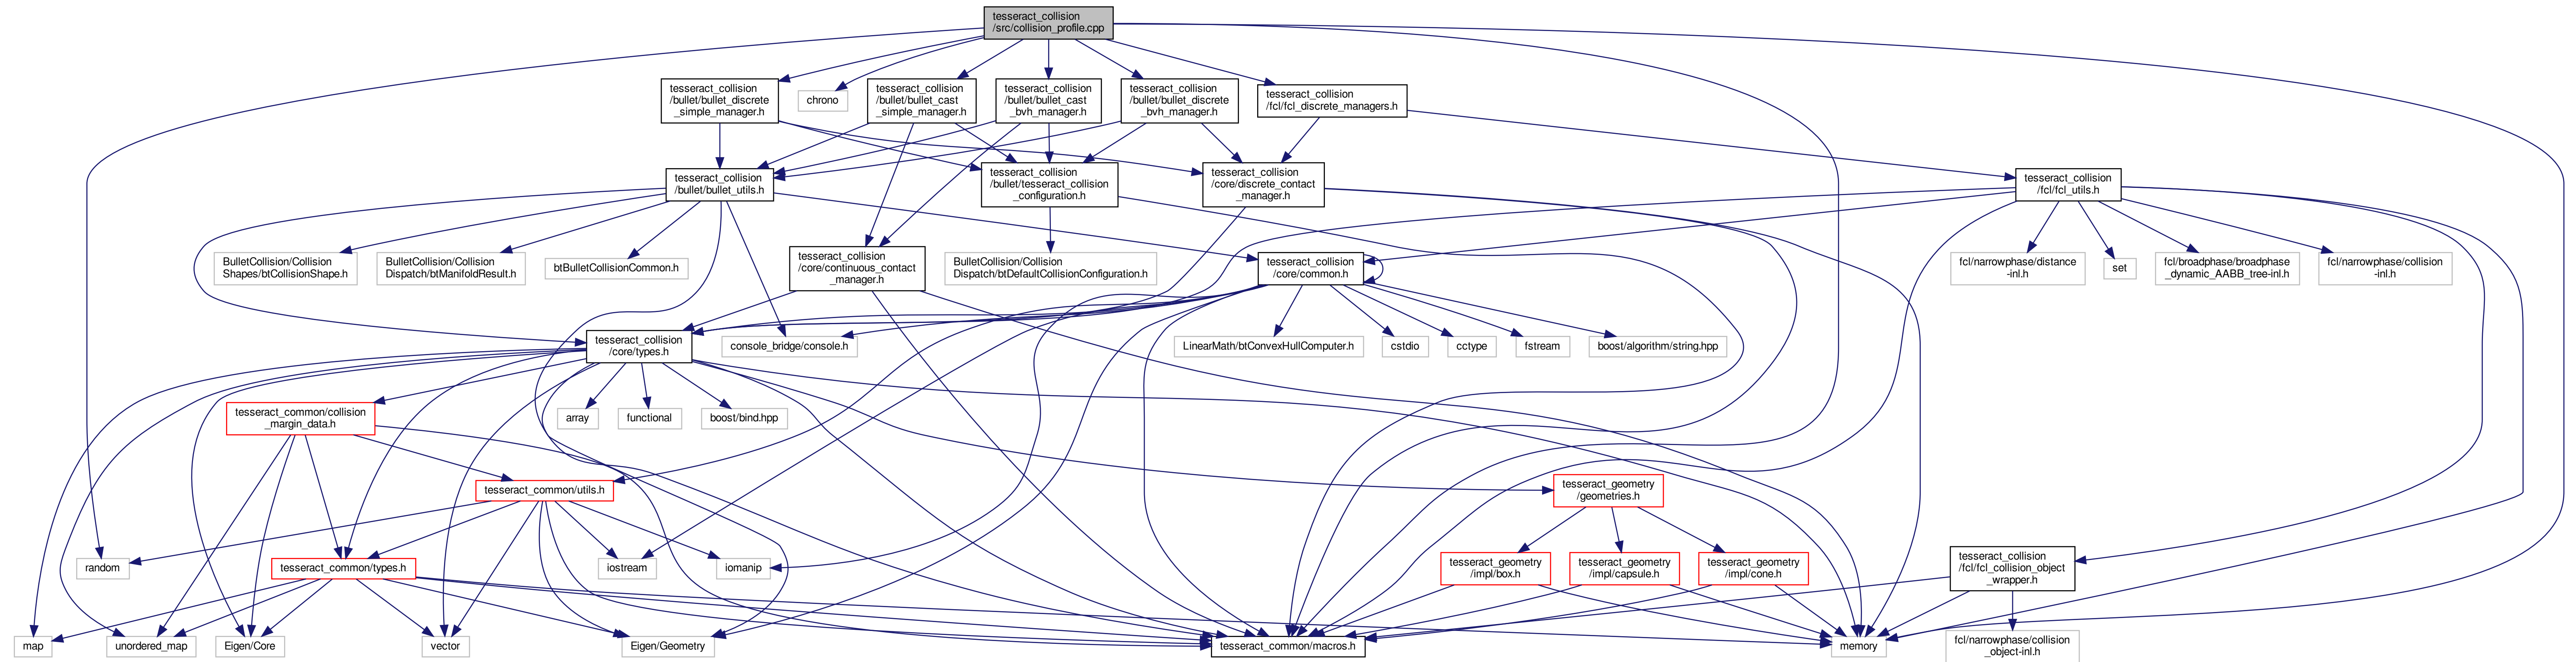 tesseract_collision
/src/collision_profile.cpp
tesseract_collision
/bullet/bullet_discrete
_simple_manager.h
chrono
tesseract_collision
/bullet/bullet_cast
_simple_manager.h
tesseract_collision
/bullet/bullet_cast
_bvh_manager.h
tesseract_collision
/bullet/bullet_discrete
_bvh_manager.h
tesseract_collision
/fcl/fcl_discrete_managers.h
tesseract_collision
/bullet/bullet_utils.h
tesseract_collision
/bullet/tesseract_collision
_configuration.h
tesseract_collision
/core/discrete_contact
_manager.h
tesseract_collision
/fcl/fcl_utils.h
BulletCollision/Collision
Shapes/btCollisionShape.h
BulletCollision/Collision
Dispatch/btManifoldResult.h
btBulletCollisionCommon.h
tesseract_collision
/core/continuous_contact
_manager.h
BulletCollision/Collision
Dispatch/btDefaultCollisionConfiguration.h
tesseract_collision
/core/common.h
fcl/narrowphase/distance
-inl.h
set
fcl/broadphase/broadphase
_dynamic_AABB_tree-inl.h
fcl/narrowphase/collision
-inl.h
tesseract_collision
/core/types.h
console_bridge/console.h
LinearMath/btConvexHullComputer.h
cstdio
cctype
fstream
boost/algorithm/string.hpp
tesseract_common/collision
_margin_data.h
array
functional
boost/bind.hpp
tesseract_common/utils.h
tesseract_geometry
/geometries.h
random
tesseract_common/types.h
iostream
iomanip
tesseract_geometry
/impl/box.h
tesseract_geometry
/impl/capsule.h
tesseract_geometry
/impl/cone.h
tesseract_collision
/fcl/fcl_collision_object
_wrapper.h
map
unordered_map
Eigen/Core
vector
Eigen/Geometry
tesseract_common/macros.h
memory
fcl/narrowphase/collision
_object-inl.h